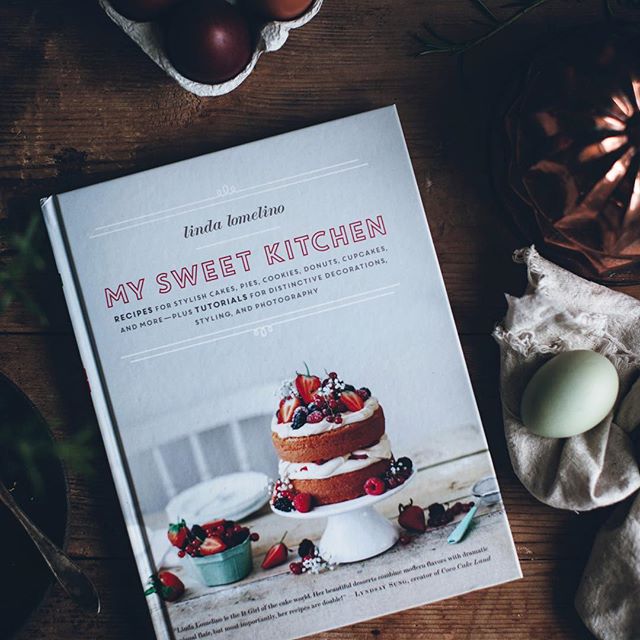 linda lomelino
MY SWEET KITCHEN
RECIPES FOR STYLISH CAKES, PIES, COOKIES, DONUTS, CUPCAKES,
AND MORE—PLUS TUTORIALS FOR DISTINCTIVE DECORATIONS,
STYLING, AND PHOTOGRAPHY
"Linda Lomelino is the It Girl of the cake world. Her beautiful desserts combine modern flavors with dramatic
flair, but most importantly, her recipes are doable!" —LYNDSAY SUNG, creator of Coco Cake Land